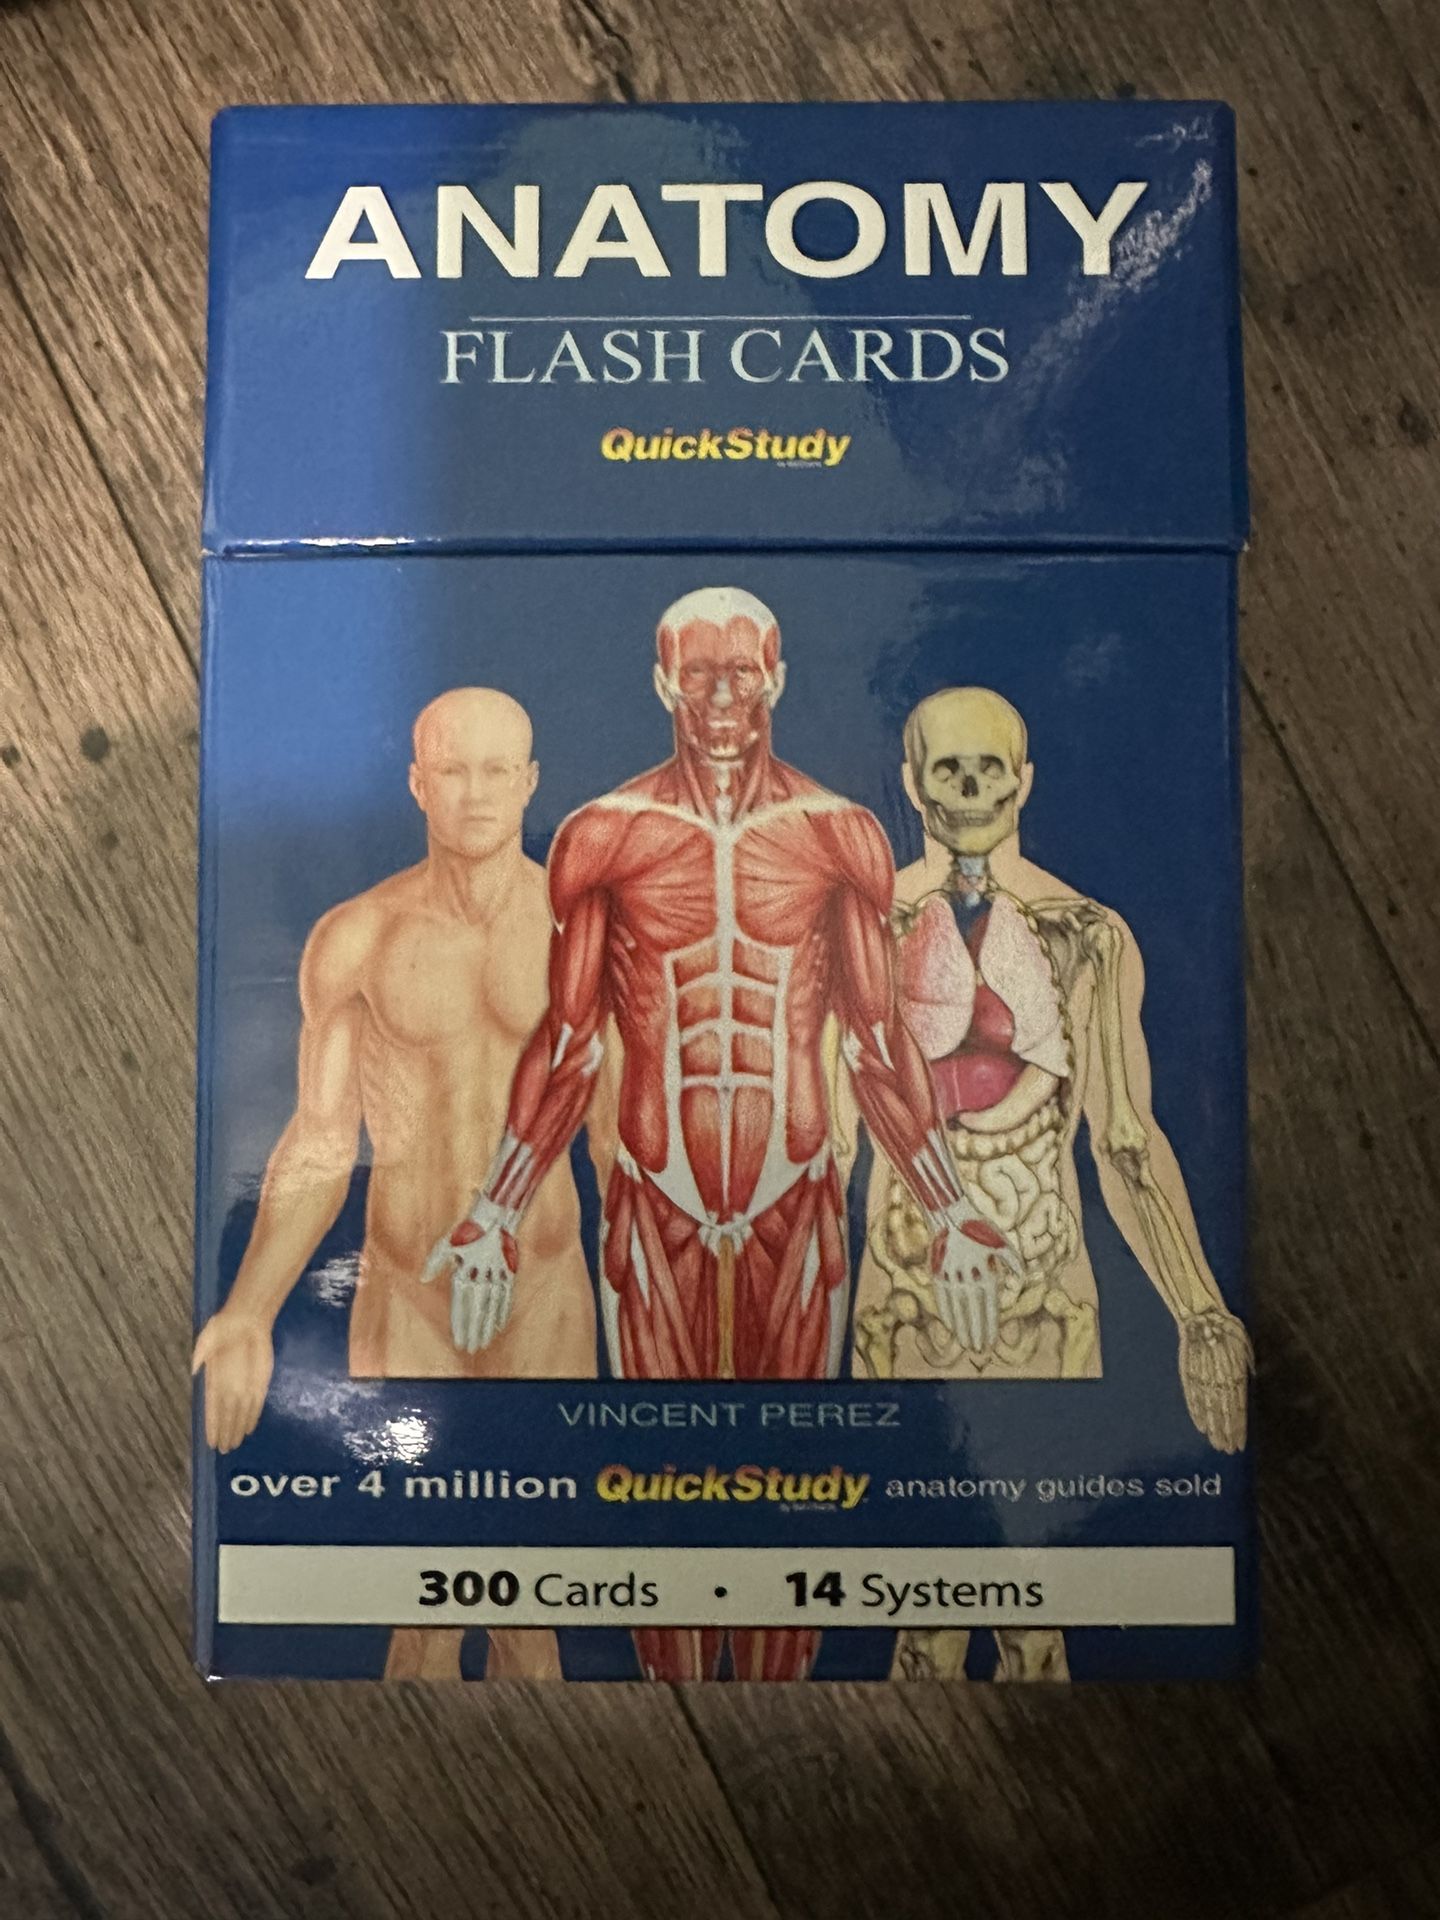 ANATOMY
FLASH CARDS
QuickStudy
VINCENT PEREZ
over 4 million QuickStudy anatomy guides sold
300 Cards • 14 Systems